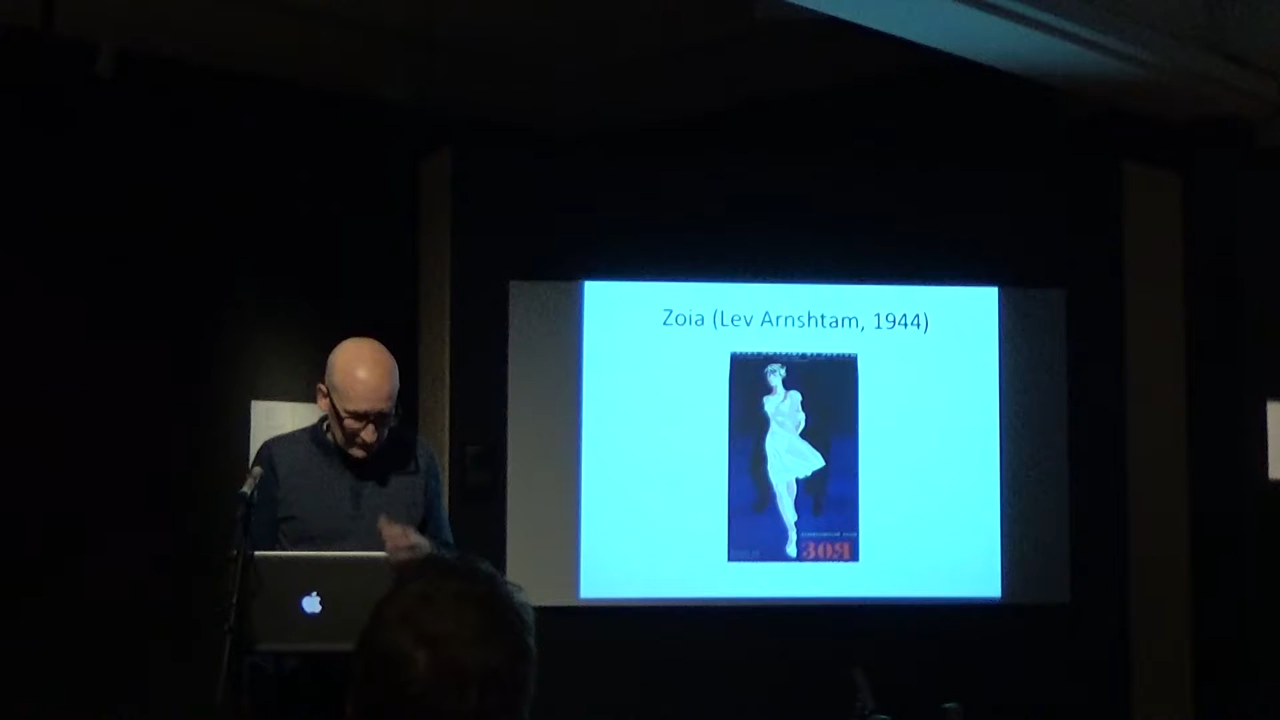 Zoia (Lev Arnshtam, 1944)
ЗОЯ